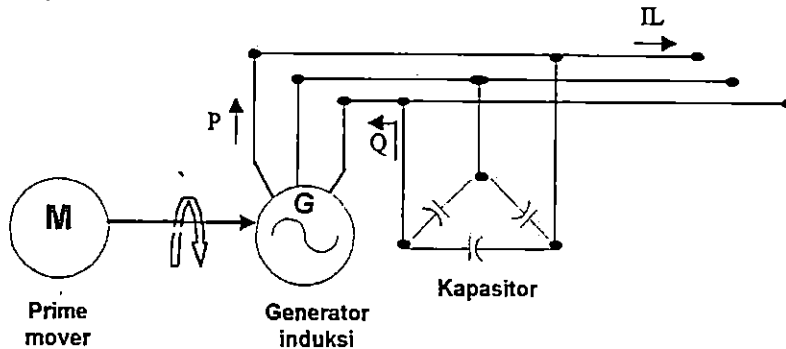 IL
P
Q
M
G
Kapasitor
Prime
mover
Generator
induksi